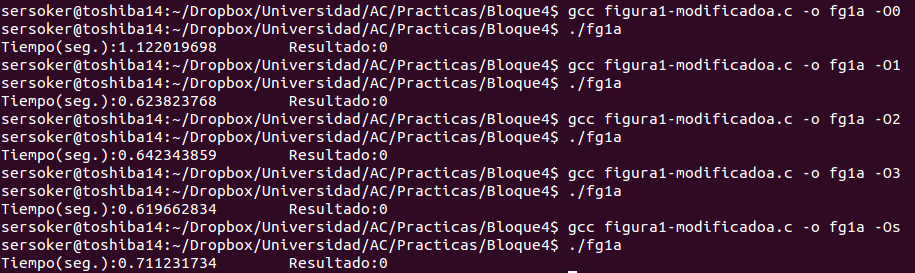 sersoker@toshiba14:~/Dropbox/Universidad/AC/Practicas/Bloque4$ gcc figura1-modificadoa.c -o fg1a -O0
sersoker@toshiba14:~/Dropbox/Universidad/AC/Practicas/Bloque4$ ./fg1a
Tiempo(seg.):1.122019698 Resultado:0
sersoker@toshiba14:~/Dropbox/Universidad/AC/Practicas/Bloque4$ gcc figura1-modificadoa.c -o fg1a -O1
sersoker@toshiba14:~/Dropbox/Universidad/AC/Practicas/Bloque4$ ./fg1a
Tiempo(seg.):0.623823768 Resultado:0
sersoker@toshiba14:~/Dropbox/Universidad/AC/Practicas/Bloque4$ gcc figura1-modificadoa.c -o fg1a -O2
sersoker@toshiba14:~/Dropbox/Universidad/AC/Practicas/Bloque4$ ./fg1a
Tiempo(seg.):0.642343859 Resultado:0
sersoker@toshiba14:~/Dropbox/Universidad/AC/Practicas/Bloque4$ gcc figura1-modificadoa.c -o fg1a -O3
sersoker@toshiba14:~/Dropbox/Universidad/AC/Practicas/Bloque4$ ./fg1a
Tiempo(seg.):0.619662834 Resultado:0
sersoker@toshiba14:~/Dropbox/Universidad/AC/Practicas/Bloque4$ gcc figura1-modificadoa.c -o fg1a -Os
sersoker@toshiba14:~/Dropbox/Universidad/AC/Practicas/Bloque4$ ./fg1a
Tiempo(seg.):0.711231734 Resultado:0